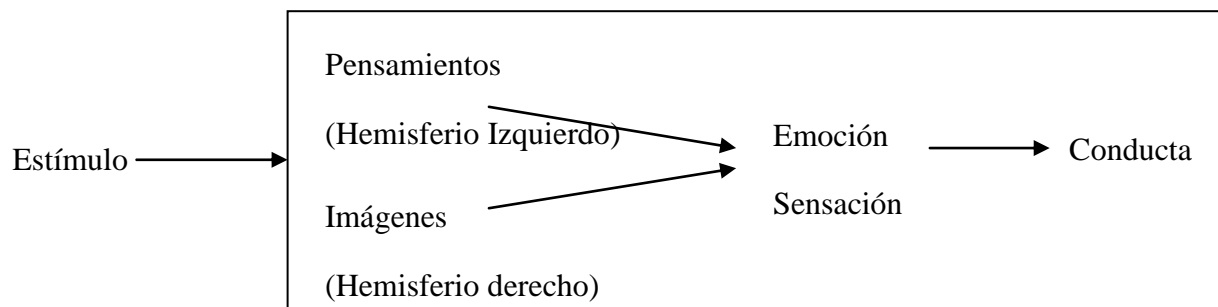 Pensamientos
(Hemisferio Izquierdo)
Estímulo
Emoción
Conducta
Sensación
Imágenes
(Hemisferio derecho)